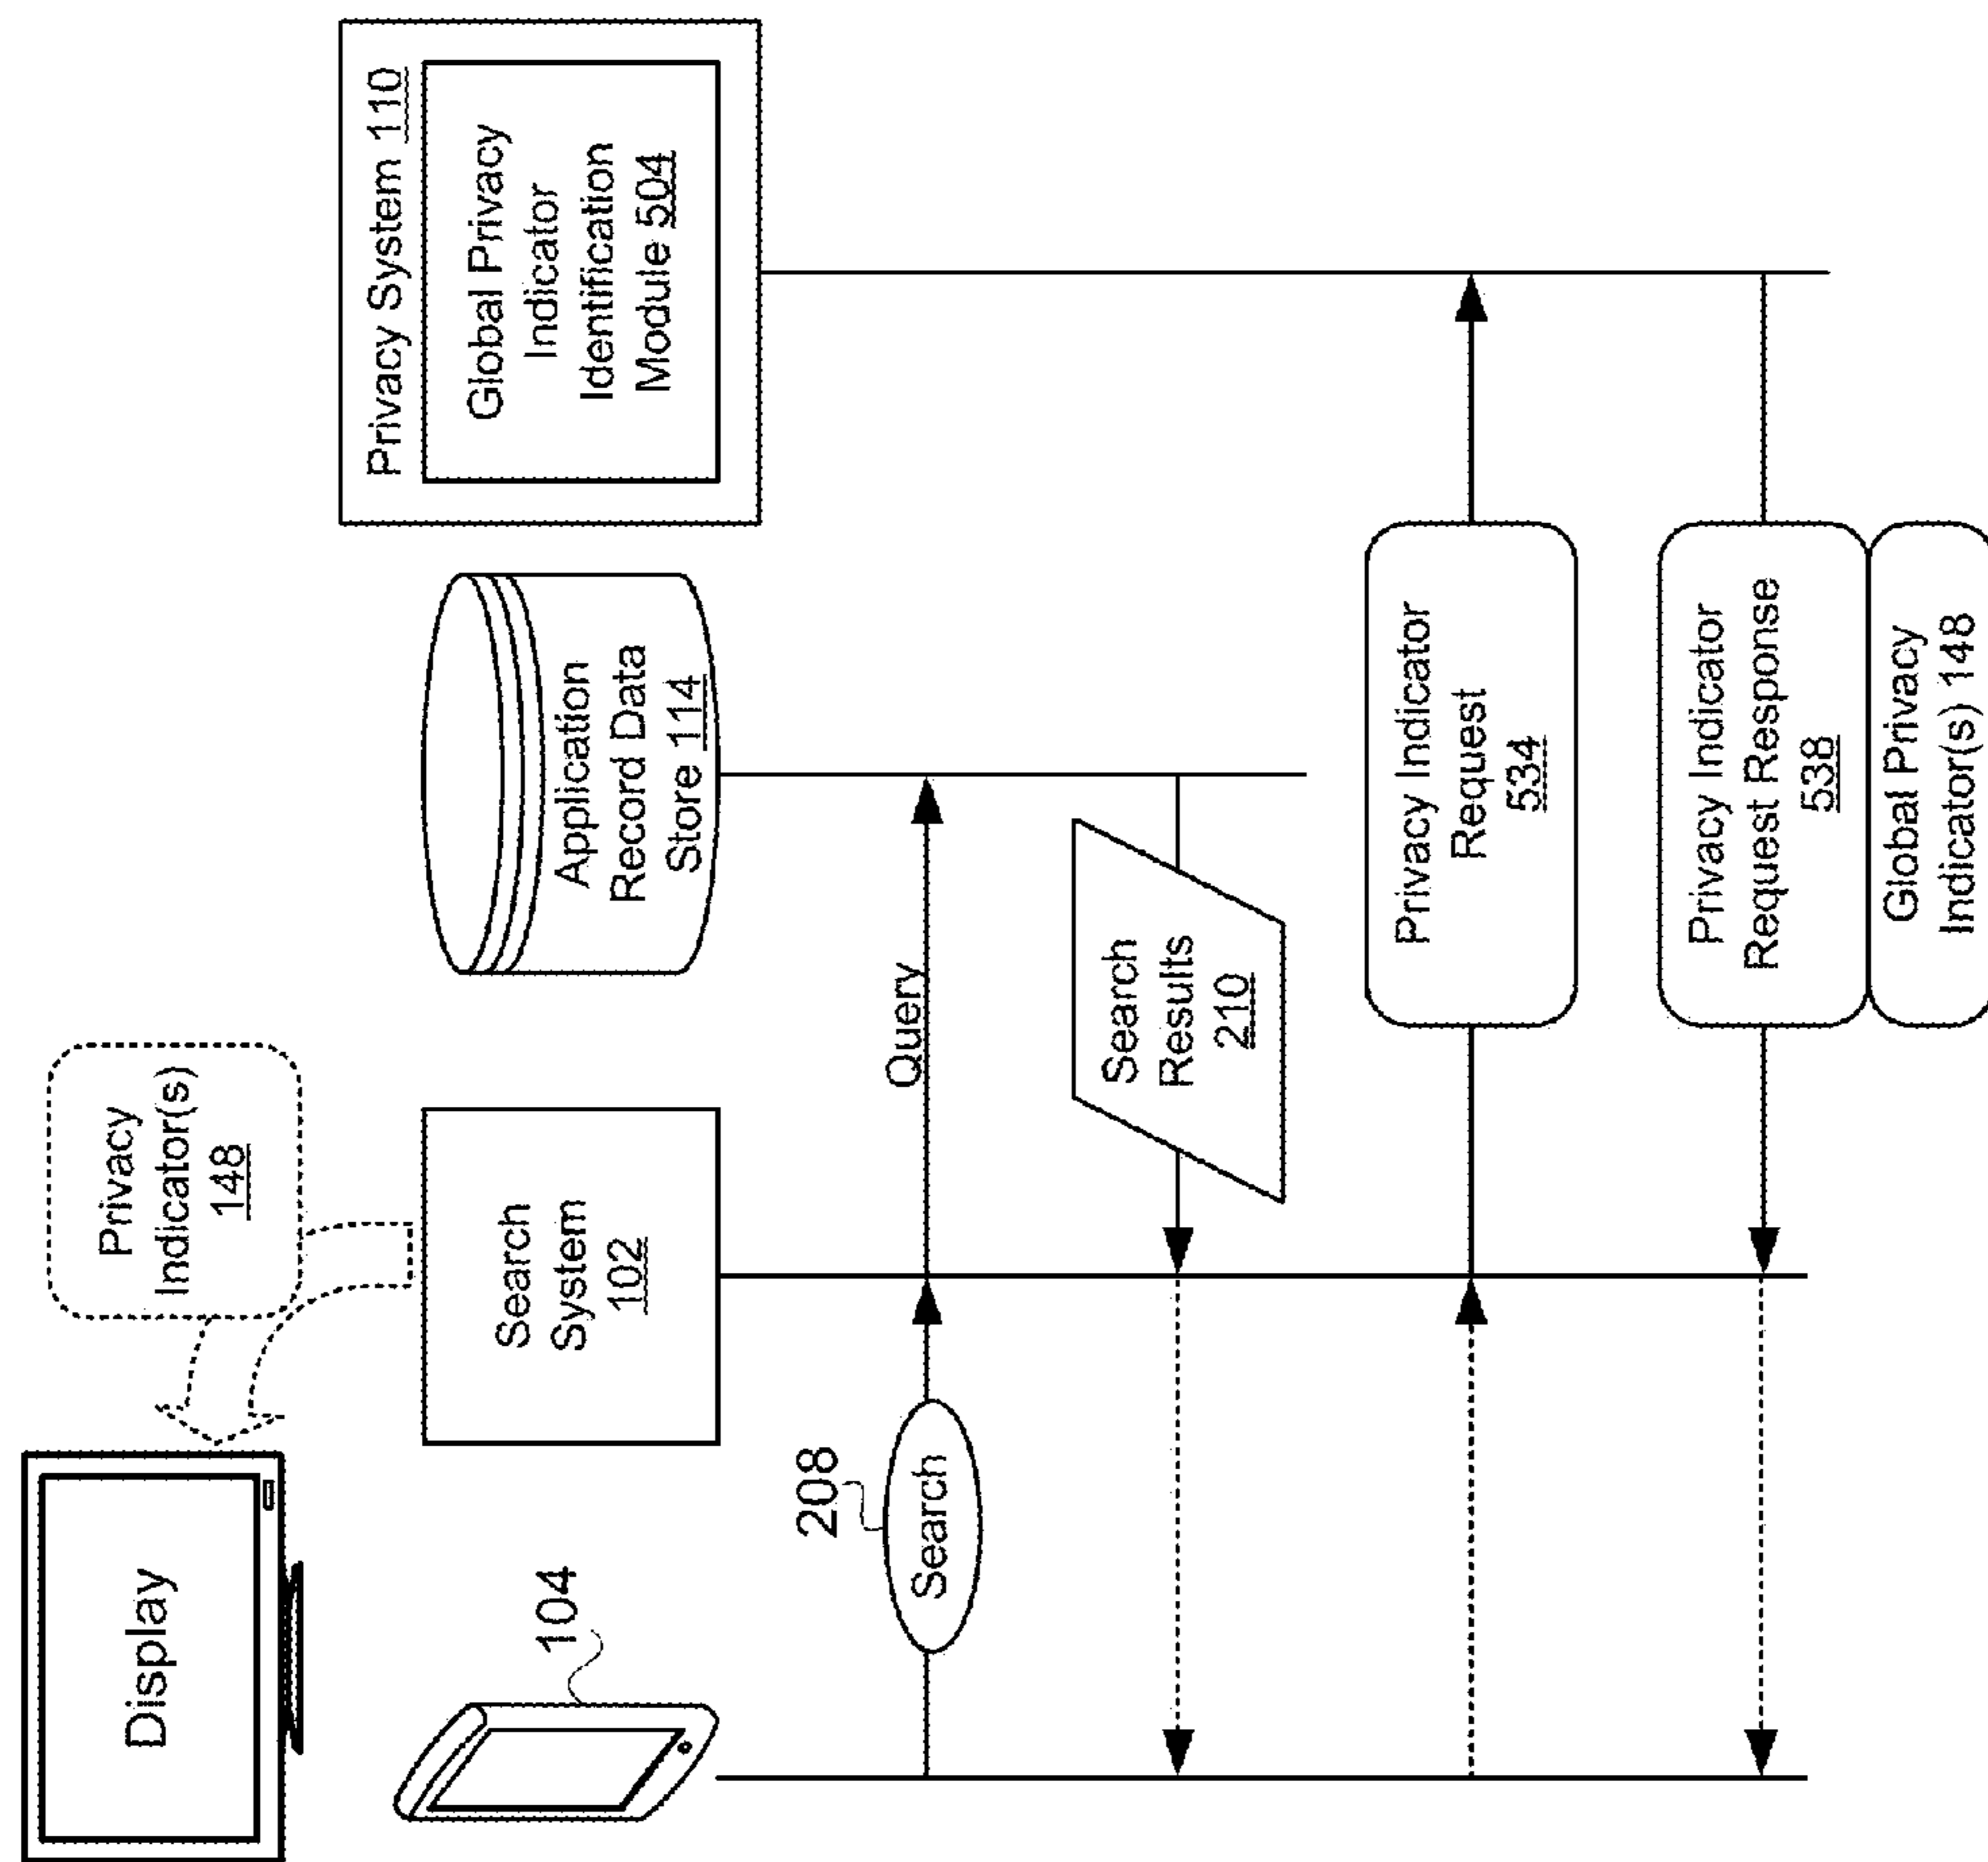 Display
Privacy
Indicator(s)
148
104
Search
System
102
Application
Record Data
Store 114
Privacy System 110
Global Privacy
Indicator
Identification
Module 504
208
Search
Query
Search
Results
210
Privacy Indicator
Request
534
Privacy Indicator
Request Response
538
Global Privacy
Indicator(s) 148